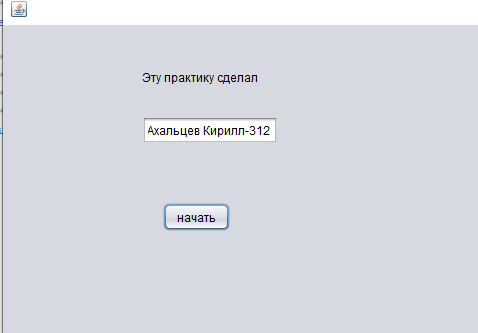 Эту практику сделал
Ахальцев Кирилл-312
начать